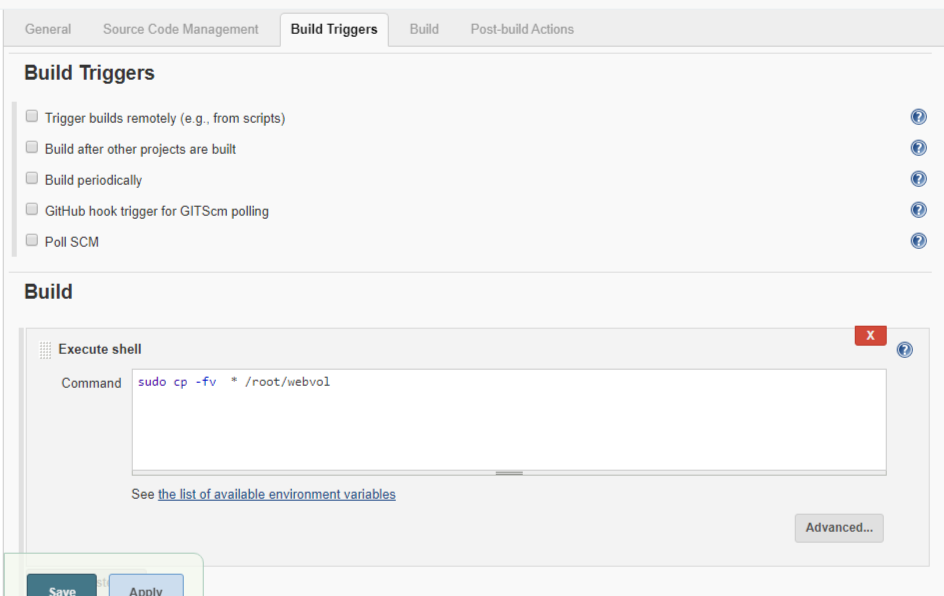 General Source Code Management Build Triggers Build Post-build Actions
Build Triggers
Trigger builds remotely (e.g., from scripts)
Build after other projects are built
Build periodically
GitHub hook trigger for GITScm polling
Poll SCM
Build
X
Execute shell
Command sudo cp -fv * /root/webvol
See the list of available environment variables
Advanced...
Save Apply